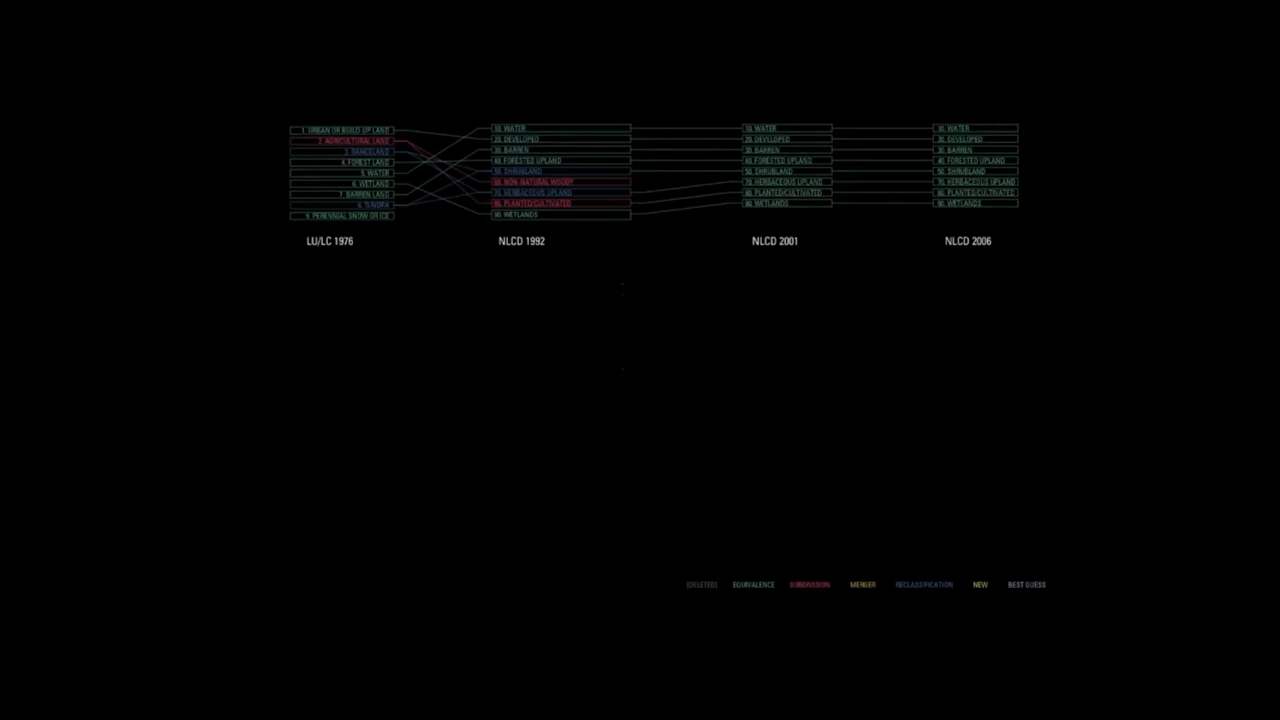 1. URBAN OR BUILD-UP LAND
2. AGRICULTURAL LAND
3. RANGELAND
4. FOREST LAND
5. WATER
6. WETLAND
7. BARREN LAND
8. TUNDRA
9. PERENNIAL SNOW OR ICE
LU/LC 1976
10. WATER
20. DEVELOPED
30. BARREN
40. FORESTED UPLAND
50. SHRUBLAND
60. NON-NATURAL WOODY
70. HERBACEOUS UPLAND
80. PLANTED/CULTIVATED
90. WETLANDS
NLCD 1992
10. WATER
20. DEVELOPED
30. BARREN
40. FORESTED UPLAND
50. SHRUBLAND
70. HERBACEOUS UPLAND
80. PLANTED/CULTIVATED
90. WETLANDS
NLCD 2001
10. WATER
20. DEVELOPED
30. BARREN
40. FORESTED UPLAND
50. SHRUBLAND
70. HERBACEOUS UPLAND
80. PLANTED/CULTIVATED
90. WETLANDS
NLCD 2006
(DELETED) EQUIVALENCE SUBDIVISION MERGER RECLASSIFICATION NEW BEST GUESS